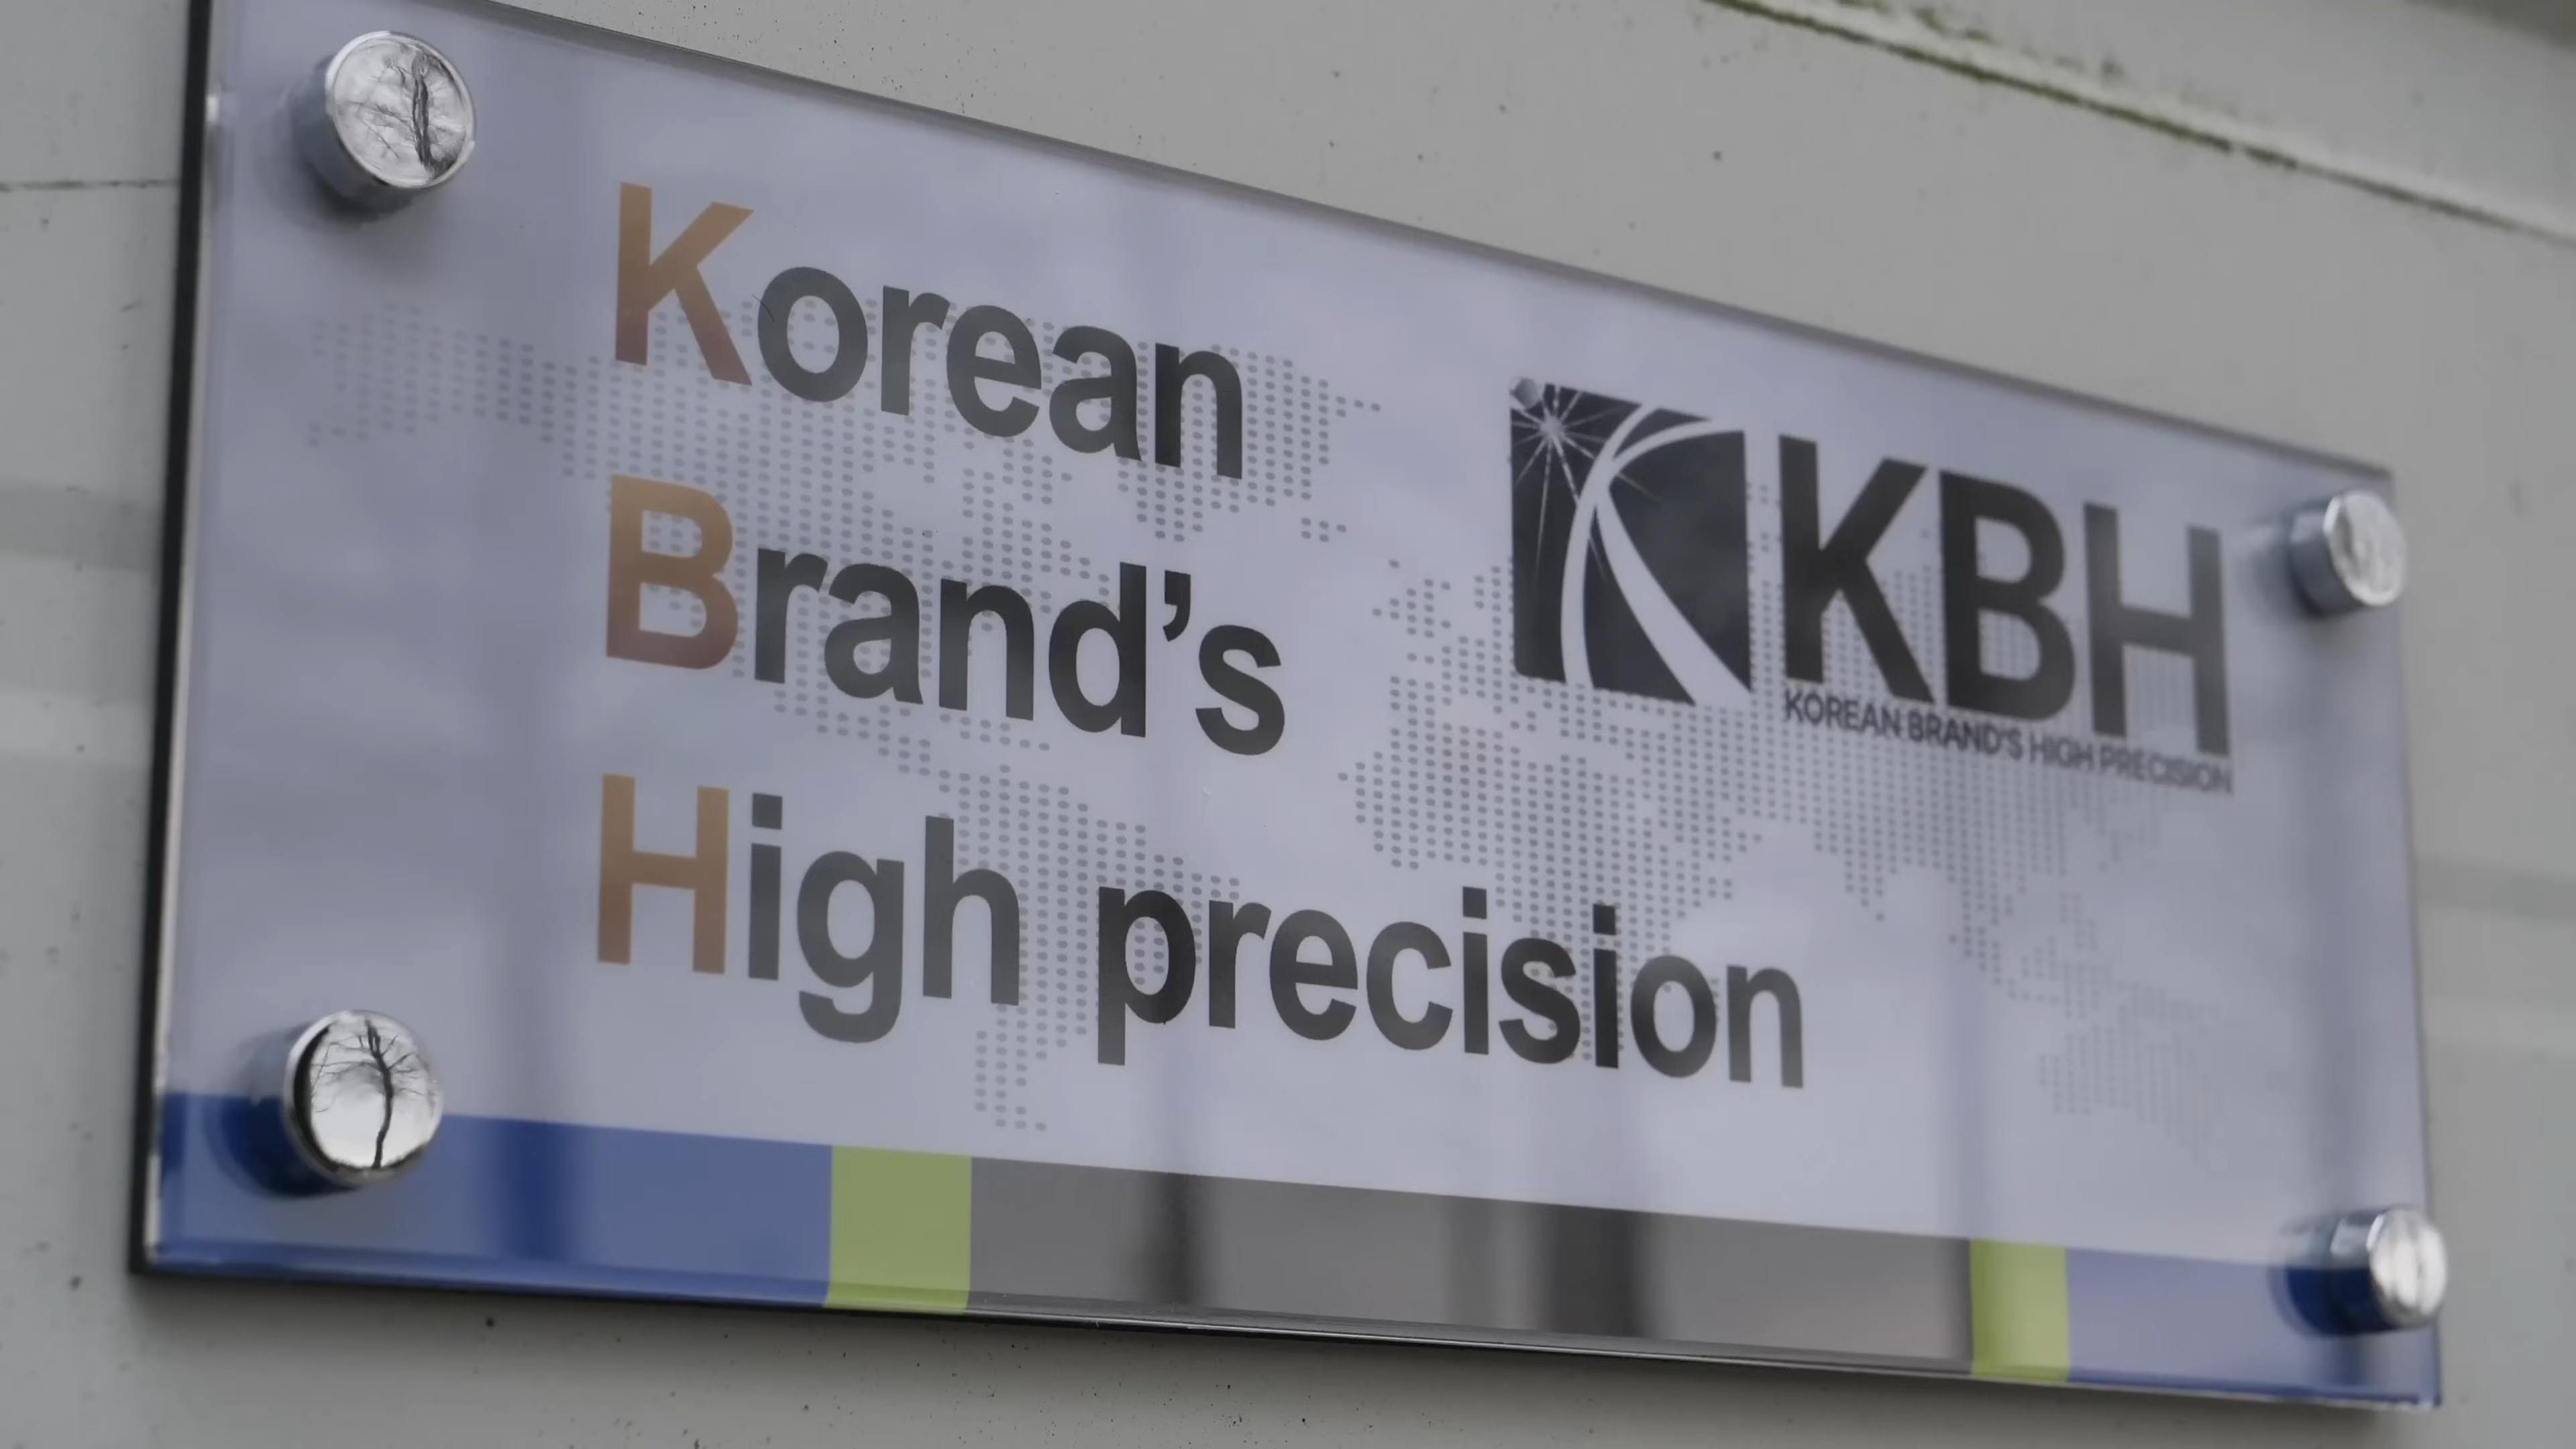 Korean
Brand's
High precision
KBH
KOREAN BRAND'S HIGH PRECISION